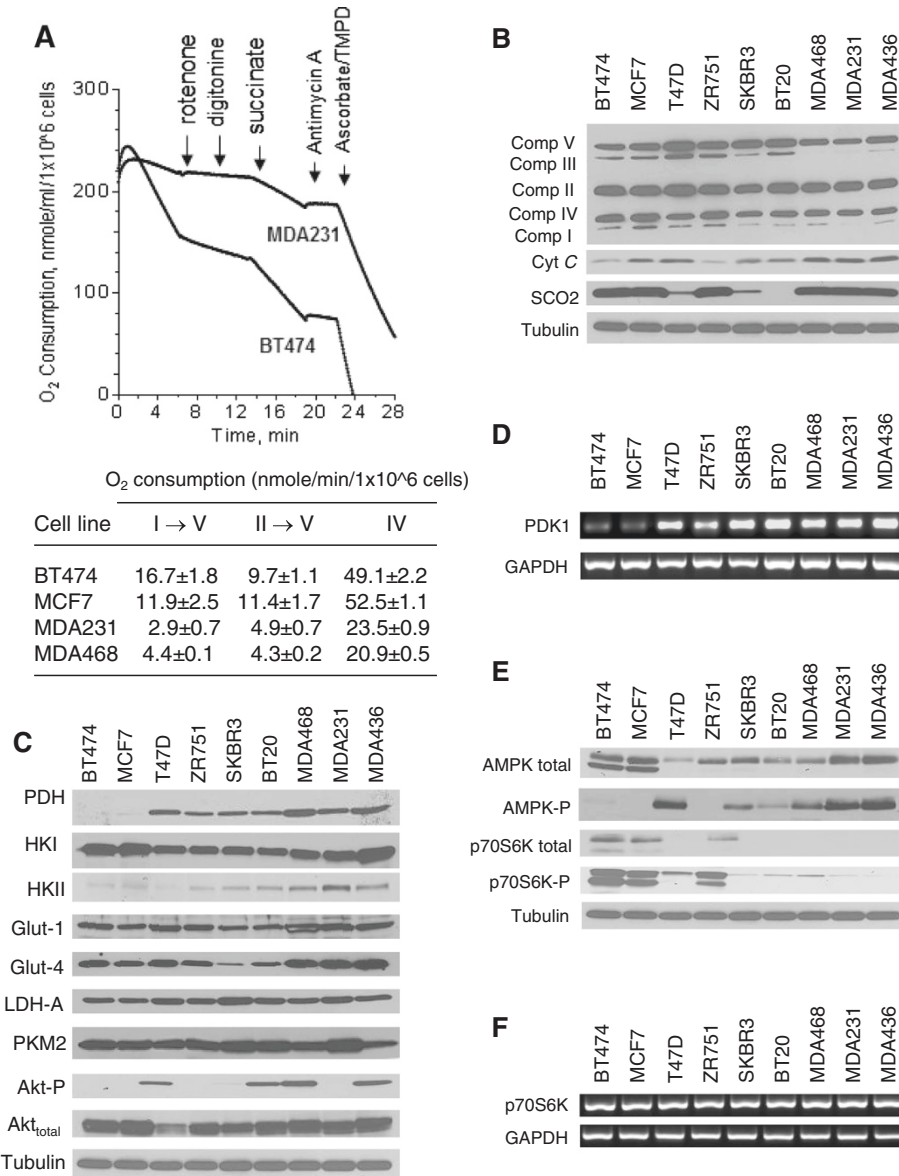 A
O2 Consumption, nmole/ml/1x10^6 cells
300
200
100
0
rotenone
digitonine
succinate
Antimycin A
Ascorbate/TMPD
MDA231
BT474
0 4 8 12 16 20 24 28
Time, min
O2 consumption (nmole/min/1x10^6 cells)
Cell line I → V II → V IV
BT474 16.7±1.8 9.7±1.1 49.1±2.2
MCF7 11.9±2.5 11.4±1.7 52.5±1.1
MDA231 2.9±0.7 4.9±0.7 23.5±0.9
MDA468 4.4±0.1 4.3±0.2 20.9±0.5
B
BT474 MCF7 T47D ZR751 SKBR3 BT20 MDA468 MDA231 MDA436
Comp V
Comp III
Comp II
Comp IV
Comp I
Cyt C
SCO2
Tubulin
C
BT474 MCF7 T47D ZR751 SKBR3 BT20 MDA468 MDA231 MDA436
PDH
HKI
HKII
Glut-1
Glut-4
LDH-A
PKM2
Akt-P
Akt total
Tubulin
D
BT474 MCF7 T47D ZR751 SKBR3 BT20 MDA468 MDA231 MDA436
PDK1
GAPDH
E
BT474 MCF7 T47D ZR751 SKBR3 BT20 MDA468 MDA231 MDA436
AMPK total
AMPK-P
p70S6K total
p70S6K-P
Tubulin
F
BT474 MCF7 T47D ZR751 SKBR3 BT20 MDA468 MDA231 MDA436
p70S6K
GAPDH